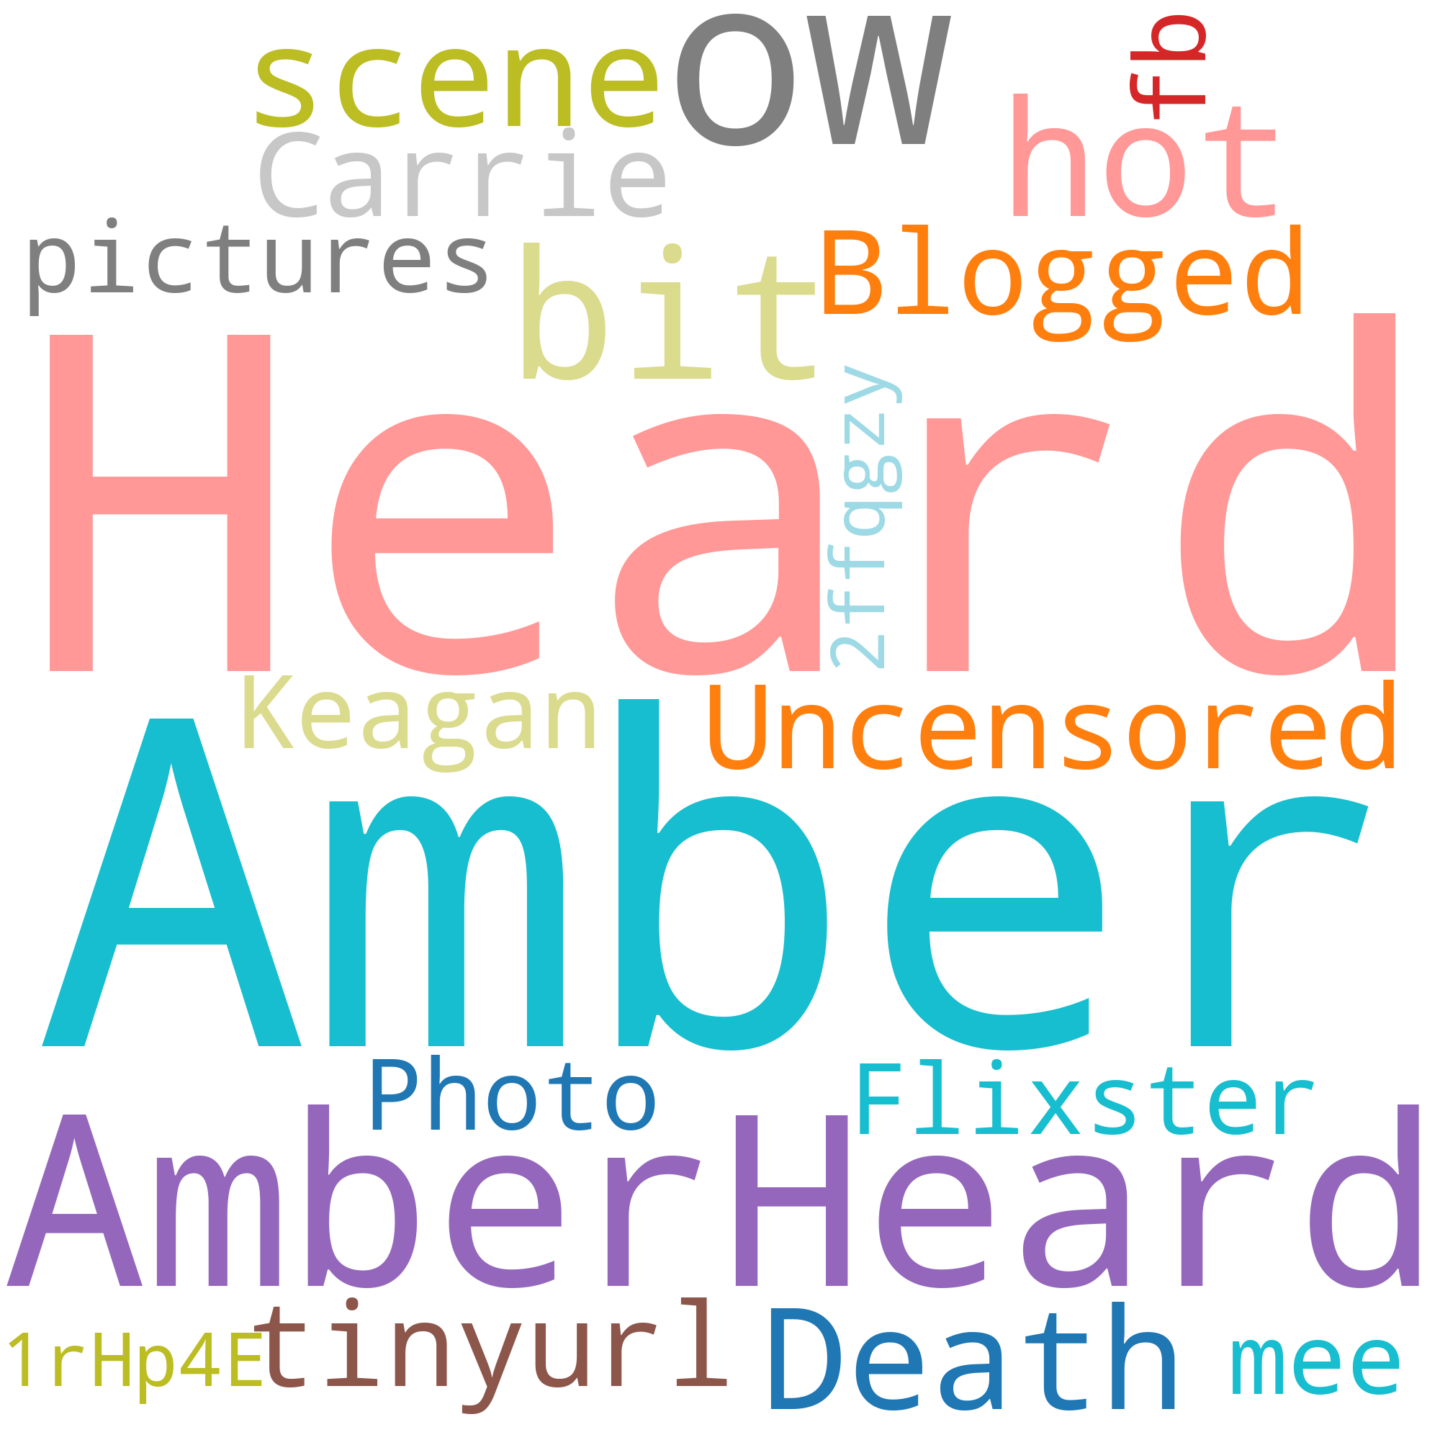 scene
ow
fb
Carrie
hot
pictures
bit
Blogged
Heard
2ffqgzy
Keagan
Uncensored
Amber
Photo
Flixster
AmberHeard
1rHp4E
tinyurl
Death
mee